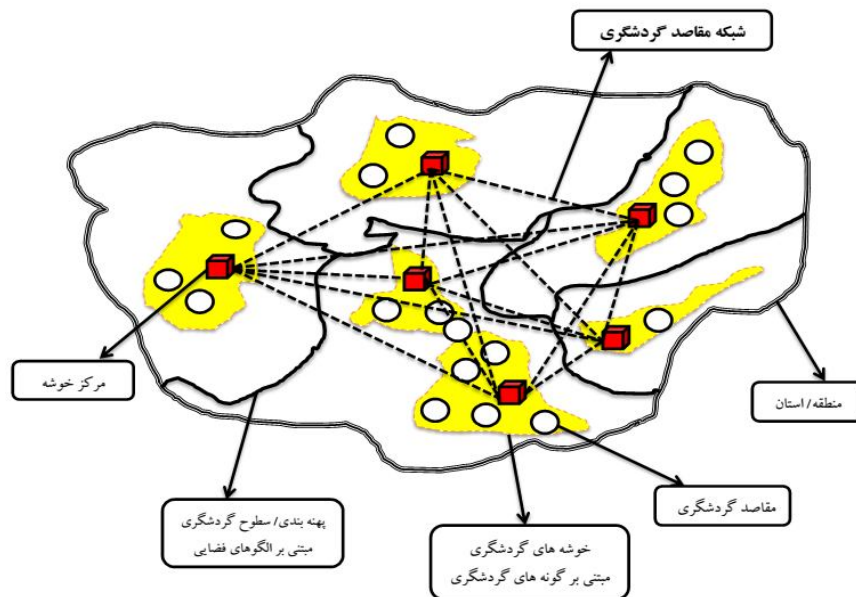 شبکه مقاصد گردشگری
مرکز خوشه
منطقه/ استان
مقاصد گردشگری
پهنه بندی/ سطوح گردشگری
مبتنی بر الگوهای فضایی
خوشه های گردشگری
مبتنی بر گونه های گردشگری